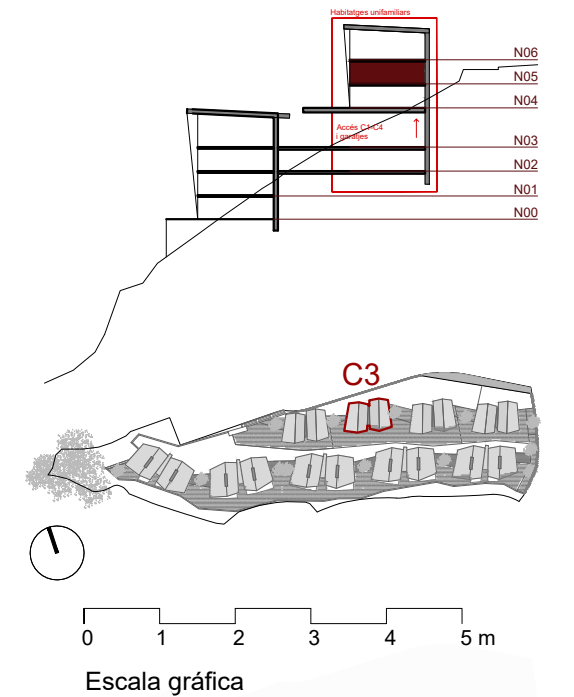 Habitatges unifamiliars
N06
N05
N04
Accés C1-C4
i garatjes
N03
N02
N01
N00
C3
0 1 2 3 4 5 m
Escala gráfica